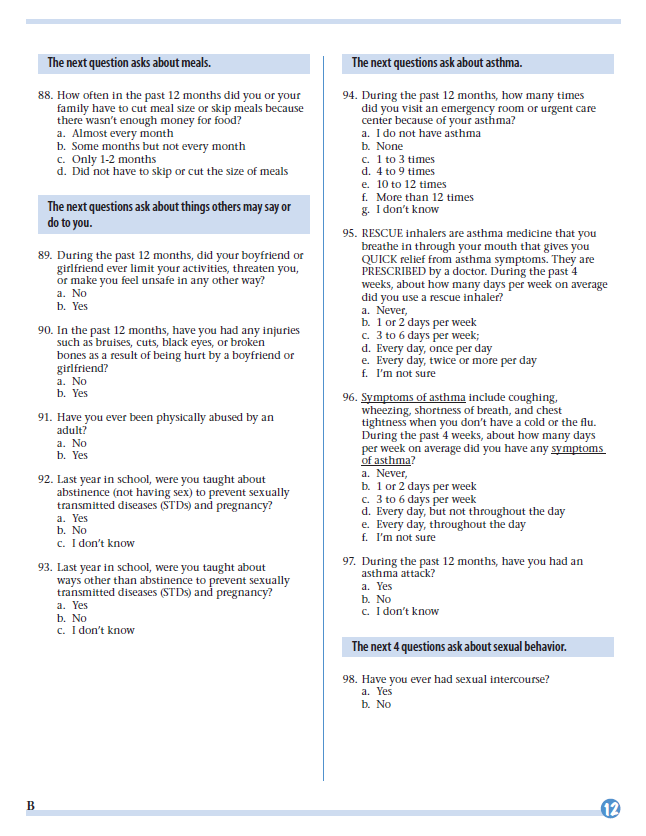 The next question asks about meals.
88. How often in the past 12 months did you or your
family have to cut meal size or skip meals because
there wasn't enough money for food?
a. Almost every month
b. Some months but not every month
c. Only 1-2 months
d. Did not have to skip or cut the size of meals
The next questions ask about things others may say or
do to you.
89. During the past 12 months, did your boyfriend or
girlfriend ever limit your activities, threaten you,
or make you feel unsafe in any other way?
a. No
b. Yes
90. In the past 12 months, have you had any injuries
such as bruises, cuts, black eyes, or broken
bones as a result of being hurt by a boyfriend or
girlfriend?
a. No
b. Yes
91. Have you ever been physically abused by an
adult?
a. No
b. Yes
92. Last year in school, were you taught about
abstinence (not having sex) to prevent sexually
transmitted diseases (STDs) and pregnancy?
a. Yes
b. No
c. I don't know
93. Last year in school, were you taught about
ways other than abstinence to prevent sexually
transmitted diseases (STDs) and pregnancy?
a. Yes
b. No
c. I don't know
The next questions ask about asthma.
94. During the past 12 months, how many times
did you visit an emergency room or urgent care
center because of your asthma?
a. I do not have asthma
b. None
c. 1 to 3 times
d. 4 to 9 times
e. 10 to 12 times
f. More than 12 times
g. I don't know
95. RESCUE inhalers are asthma medicine that you
breathe in through your mouth that gives you
QUICK relief from asthma symptoms. They are
PRESCRIBED by a doctor. During the past 4
weeks, about how many days per week on average
did you use a rescue inhaler?
a. Never,
b. 1 or 2 days per week
c. 3 to 6 days per week;
d. Every day, once per day
e. Every day, twice or more per day
f. I'm not sure
96. Symptoms of asthma include coughing,
wheezing, shortness of breath, and chest
tightness when you don't have a cold or the flu.
During the past 4 weeks, about how many days
per week on average did you have any symptoms
of asthma?
a. Never,
b. 1 or 2 days per week
c. 3 to 6 days per week
d. Every day, but not throughout the day
e. Every day, throughout the day
f. I'm not sure
97. During the past 12 months, have you had an
asthma attack?
a. Yes
b. No
c. I don't know
The next 4 questions ask about sexual behavior.
98. Have you ever had sexual intercourse?
a. Yes
b. No
B
12